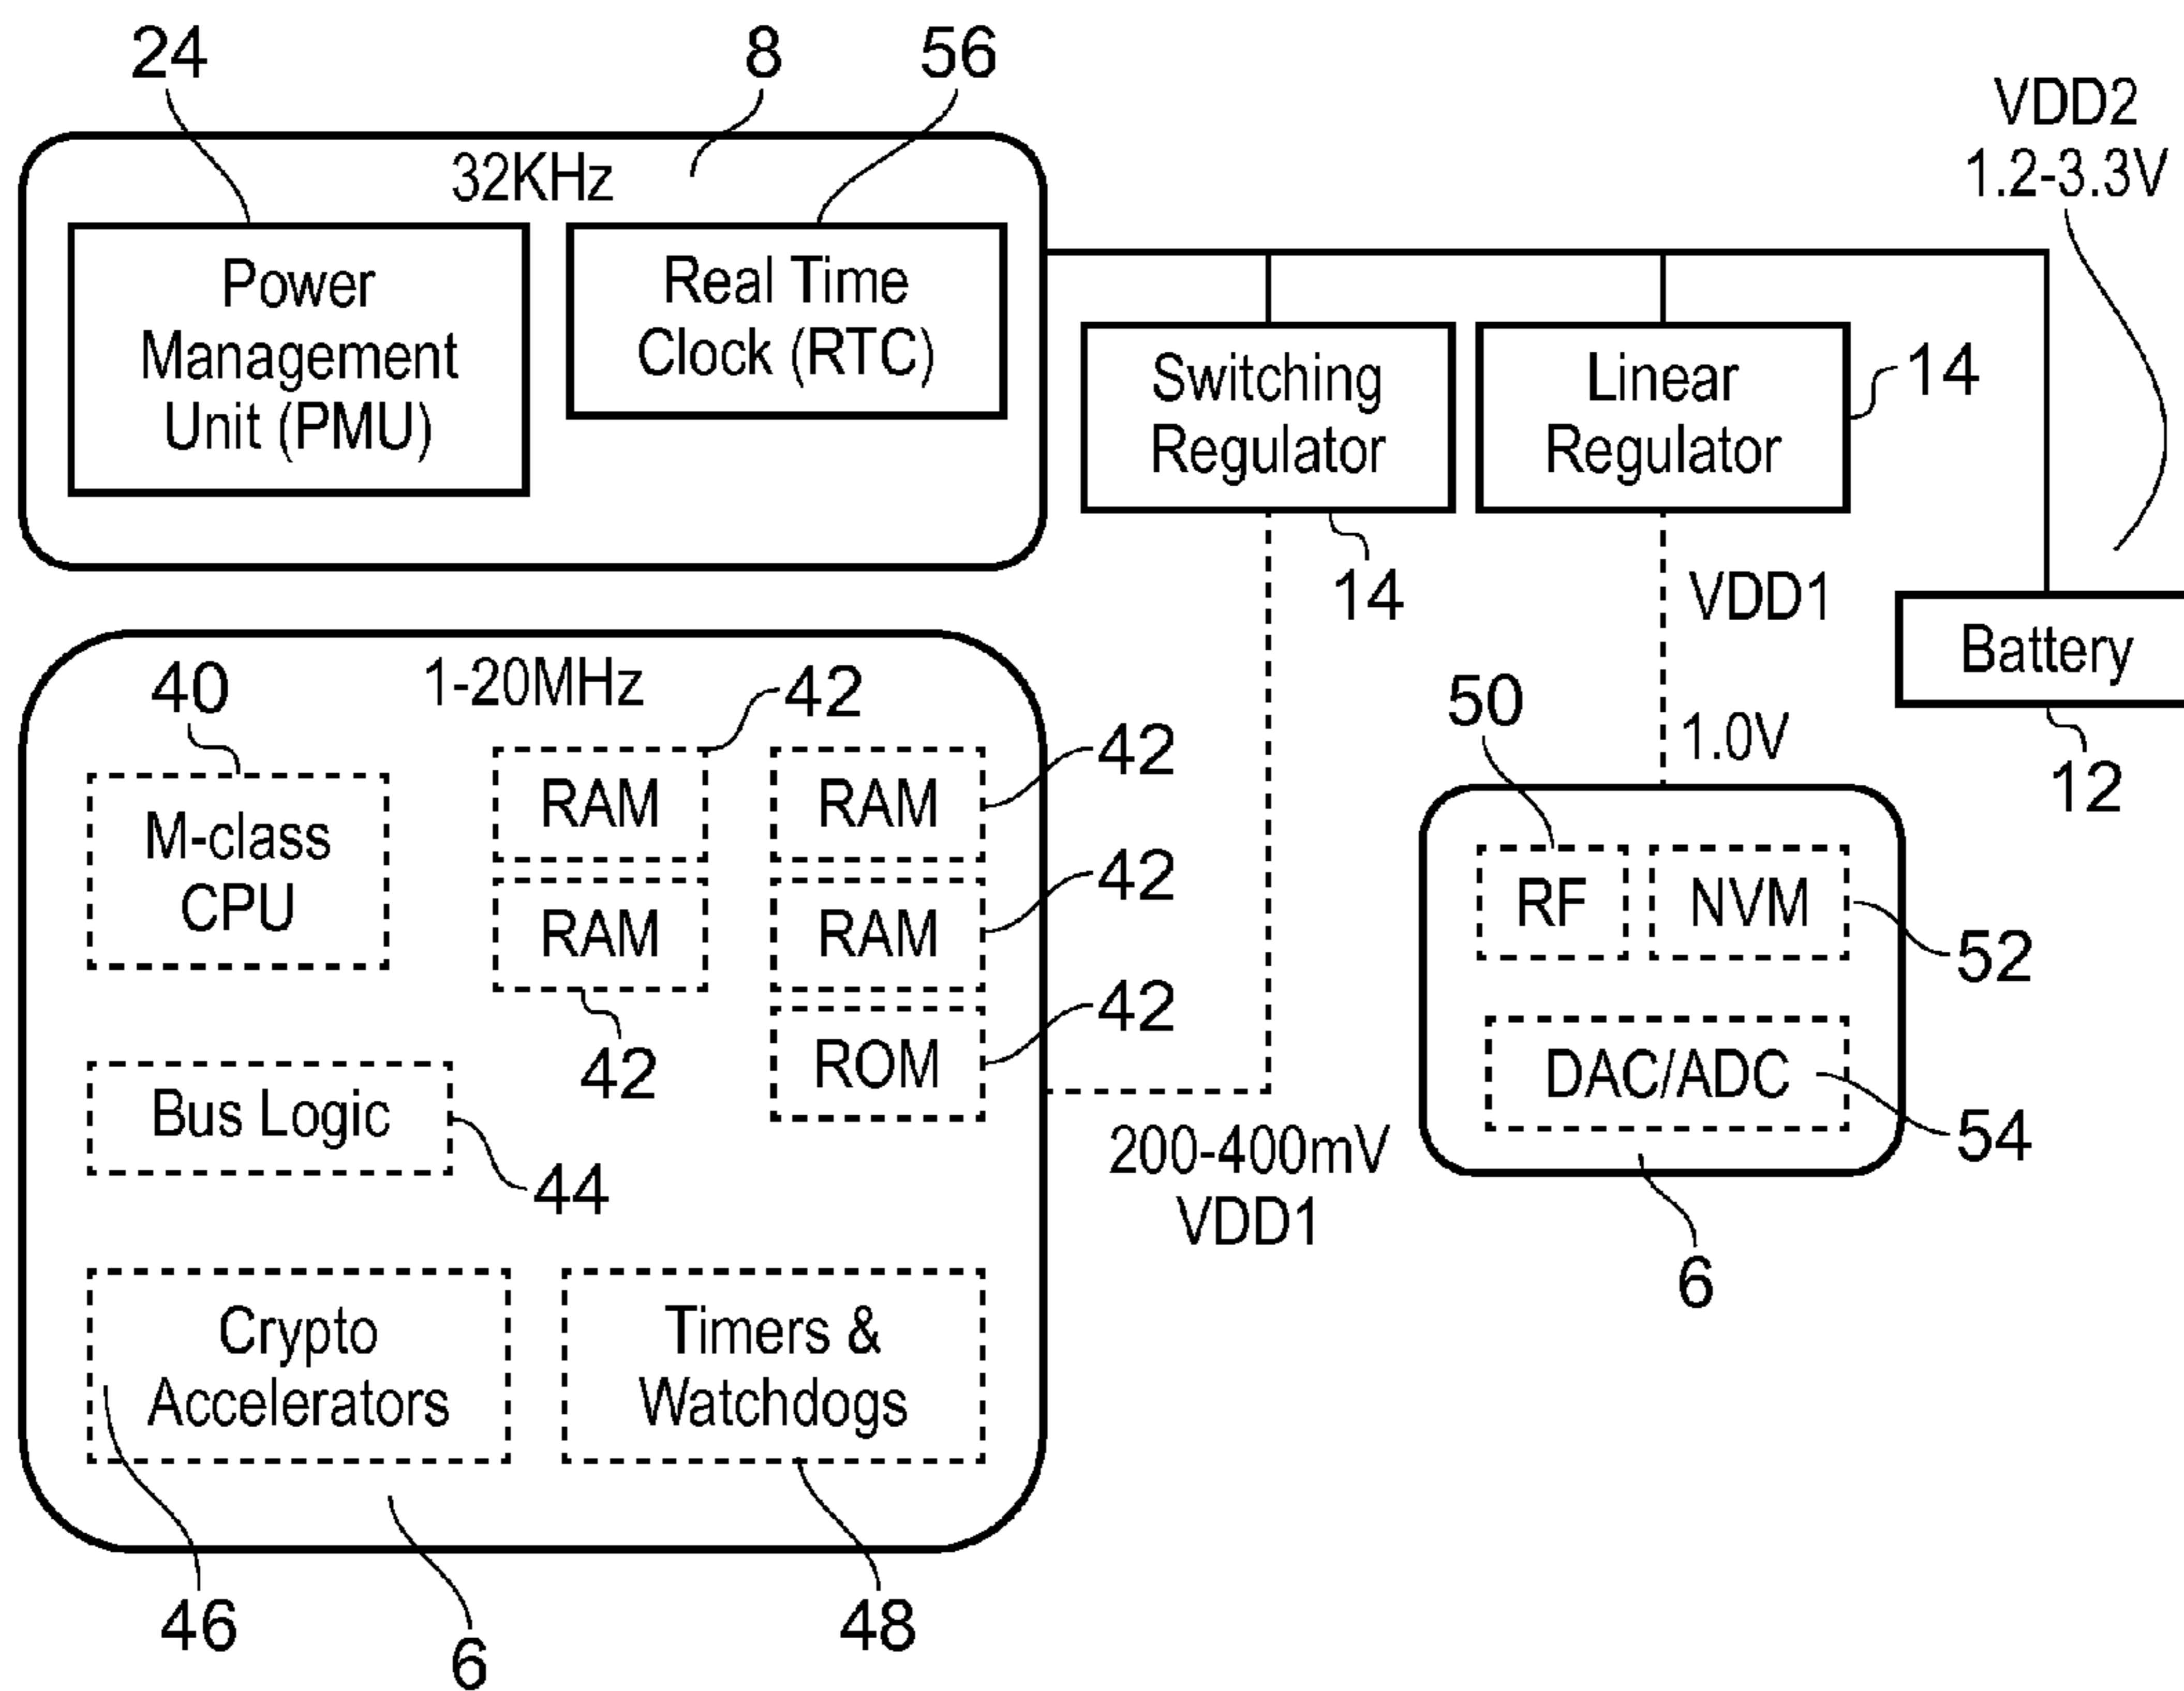 24
8
56
VDD2
1.2-3.3V
32KHz
Power
Management
Unit (PMU)
Real Time
Clock (RTC)
Switching
Regulator
14
Linear
Regulator
14
VDD1
1.0V
Battery
12
1-20MHz
40
M-class
CPU
42
RAM
RAM
42
RAM
42
RAM
42
ROM
42
Bus Logic
44
200-400mV
VDD1
50
RF
NVM
52
DAC/ADC
54
6
Crypto
Accelerators
Timers &
Watchdogs
46
6
48